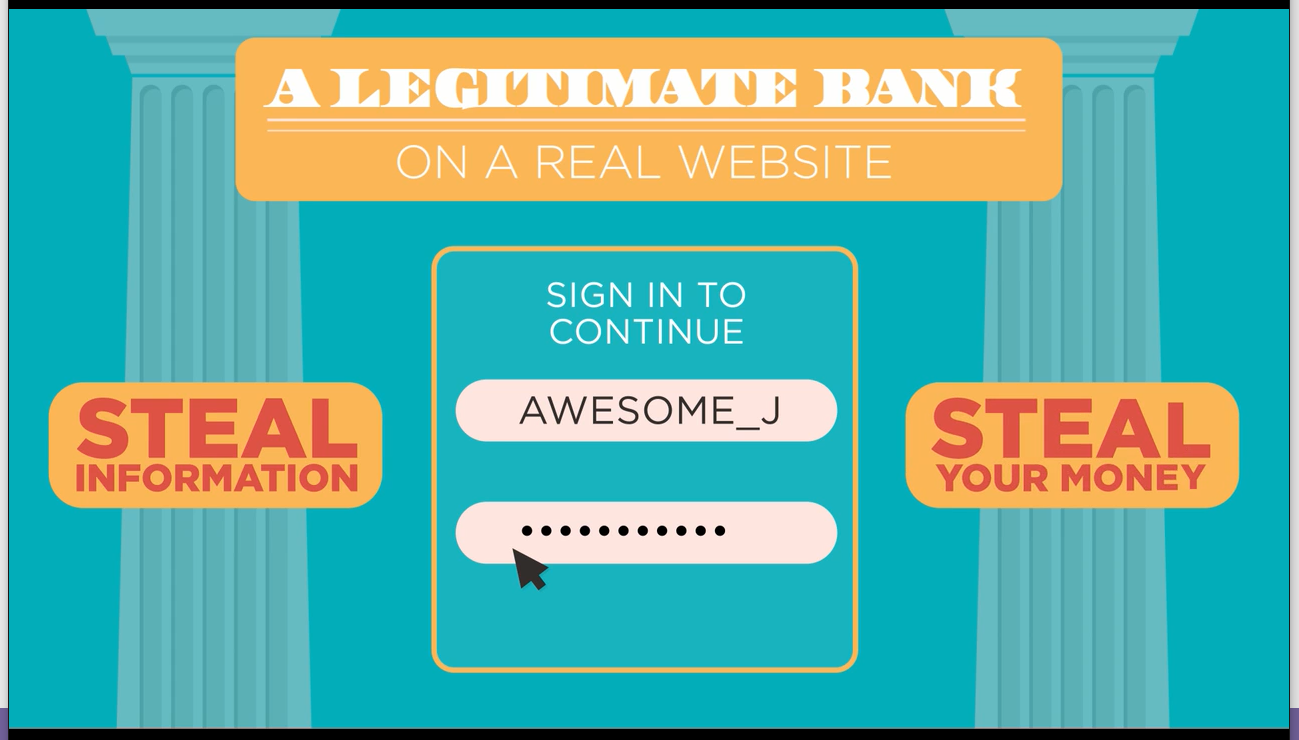 A LEGITIMATE BANK
ON A REAL WEBSITE
SIGN IN TO
CONTINUE
AWESOME_J
•••••••••••
STEAL
INFORMATION
STEAL
YOUR MONEY